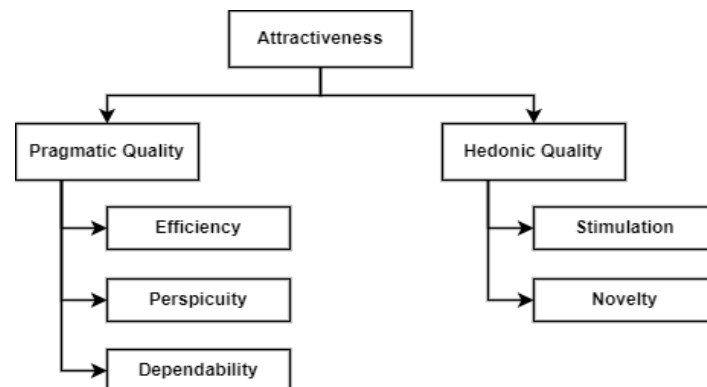 Attractiveness
Pragmatic Quality
Hedonic Quality
Efficiency
Stimulation
Perspicuity
Novelty
Dependability